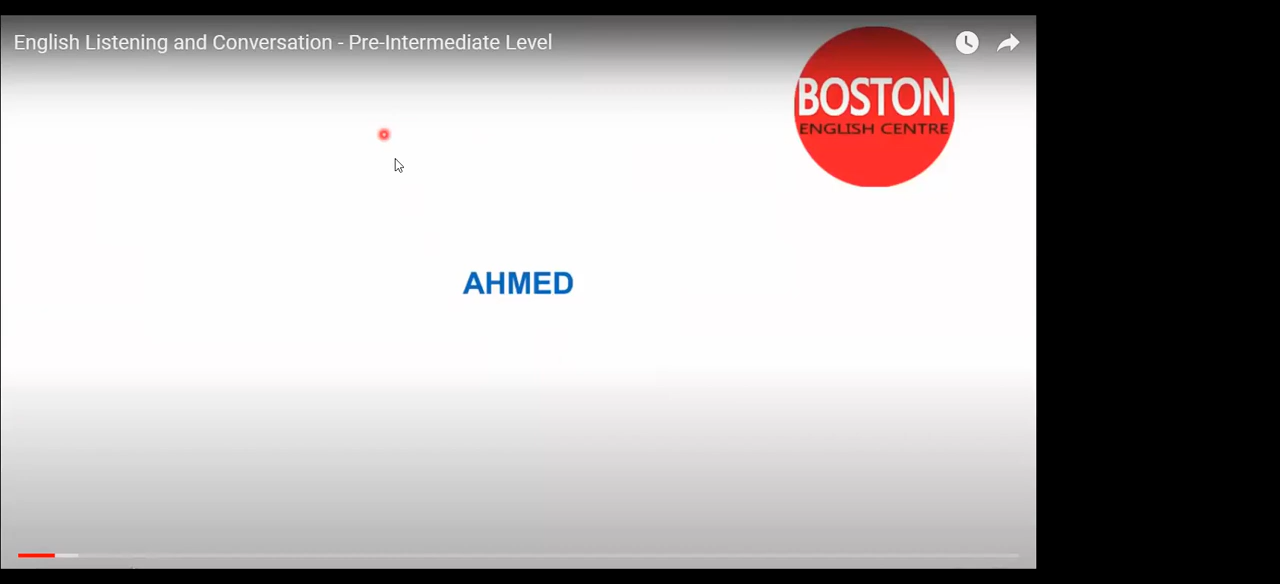 English Listening and Conversation - Pre-Intermediate Level
BOSTON
ENGLISH CENTRE
AHMED